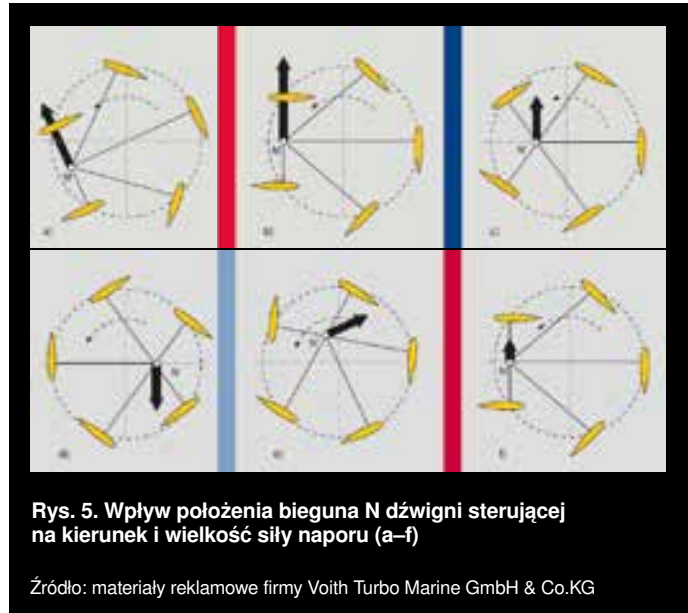 a)
b)
c)
d)
e)
f)
Rys. 5. Wpływ położenia bieguna N dźwigni sterującej
na kierunek i wielkość siły naporu (a–f)
Źródło: materiały reklamowe firmy Voith Turbo Marine GmbH & Co.KG